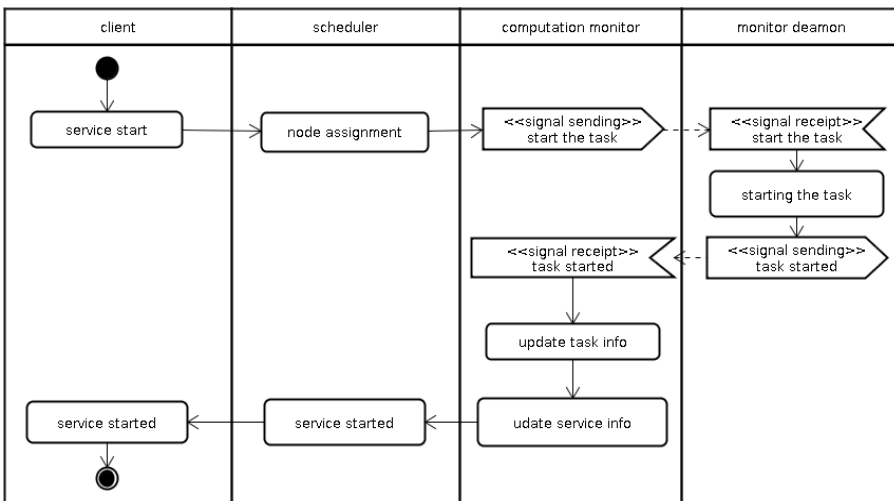 client
scheduler
computation monitor
monitor deamon
service start
node assignment
<<signal sending>>
start the task
<<signal receipt>>
start the task
starting the task
<<signal receipt>>
task started
<<signal sending>>
task started
update task info
service started
service started
udate service info